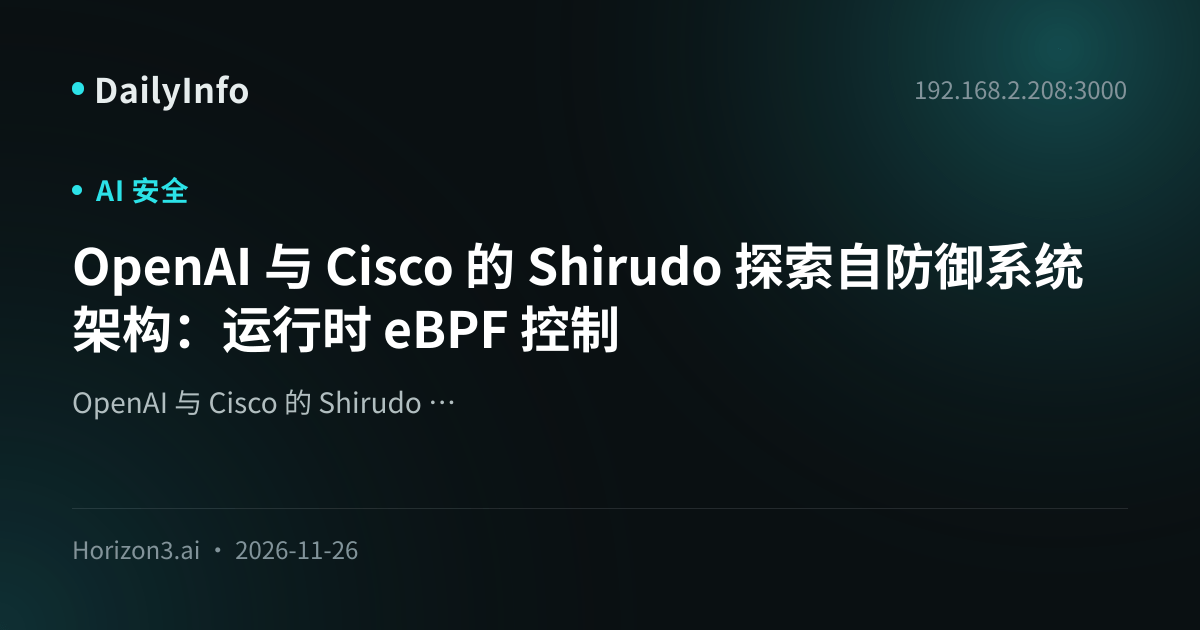 DailyInfo
192.168.2.208:3000
AI 安全
OpenAI 与 Cisco 的 Shirudo 探索自防御系统
架构：运行时 eBPF 控制
OpenAI 与 Cisco 的 Shirudo ···
Horizon3.ai · 2026-11-26